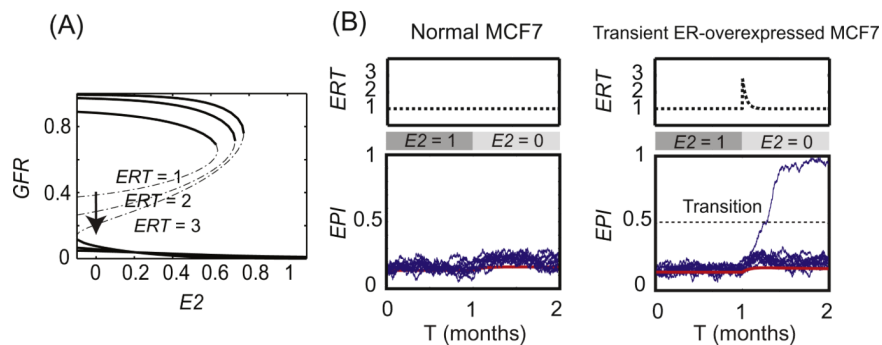 (A)
GFR
0.8
0.4
0
ERT = 1
ERT = 2
ERT = 3
0 0.2 0.4 0.6 0.8 1
E2
(B)
Normal MCF7
ERT
3
2
1
E2 = 1 E2 = 0
EPI
1
0.5
0
0 1 2
T (months)
Transient ER-overexpressed MCF7
ERT
3
2
1
E2 = 1 E2 = 0
EPI
1
0.5
0
Transition
0 1 2
T (months)